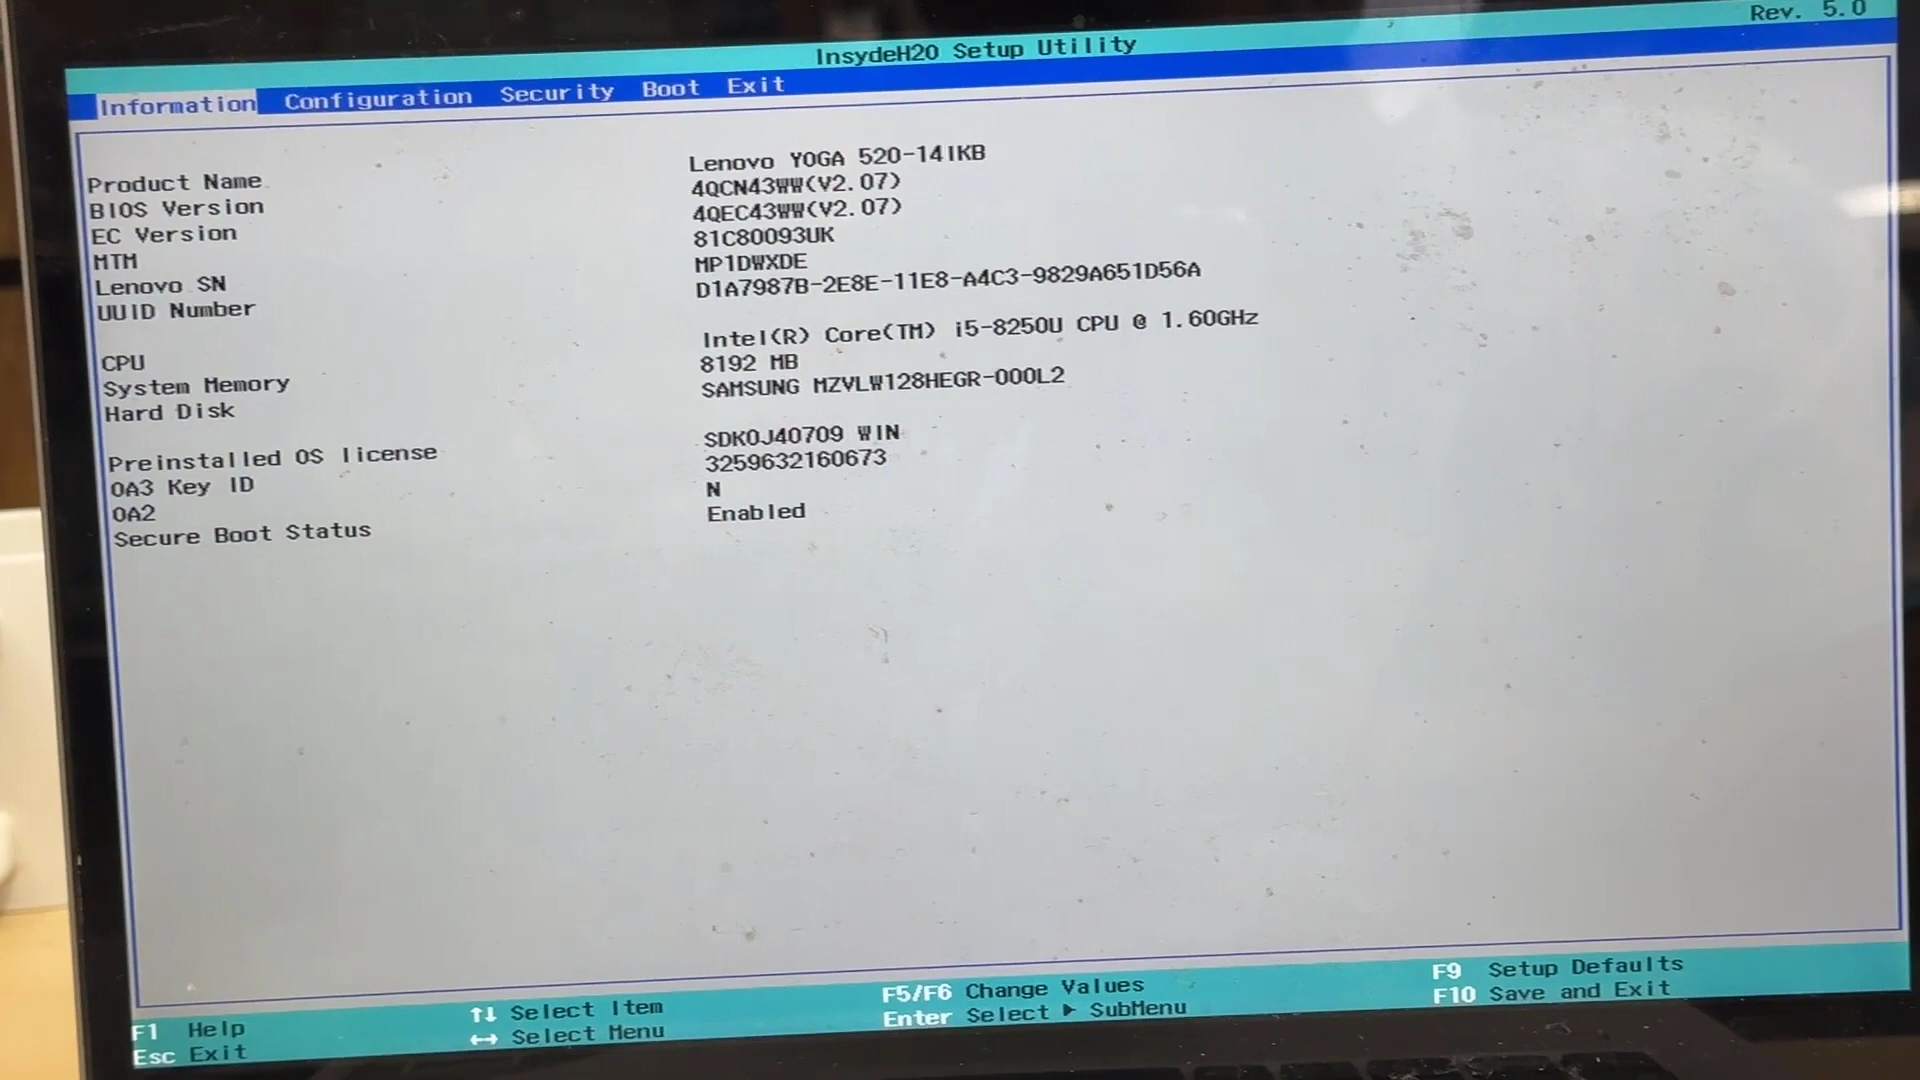 InsydeH20 Setup Utility
Rev. 5.0
Information Configuration Security Boot Exit
Product Name Lenovo YOGA 520-14IKB
BIOS Version 4QCN43WW(V2.07)
EC Version 4QEC43WW(V2.07)
MTM 81C80093UK
Lenovo SN MP1DWXDE
UUID Number D1A7987B-2E8E-11E8-A4C3-9829A651D56A
CPU Intel(R) Core(TM) i5-8250U CPU @ 1.60GHz
System Memory 8192 MB
Hard Disk SAMSUNG MZVLW128HEGR-000L2
Preinstalled OS license SDK0J40709 WIN
OA3 Key ID 3259632160673
OA2 N
Secure Boot Status Enabled
F1 Help ↑↓ Select Item F5/F6 Change Values F9 Setup Defaults
Esc Exit ↔ Select Menu Enter Select ▶ SubMenu F10 Save and Exit